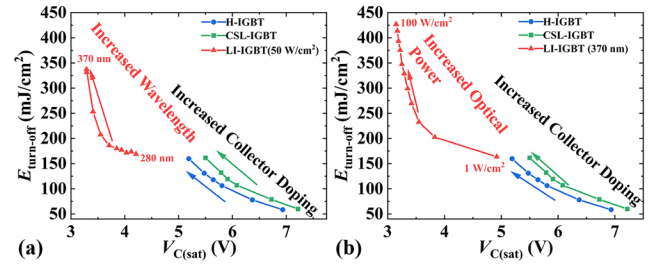 H-IGBT
CSL-IGBT
LI-IGBT(50 W/cm²)
370 nm
280 nm
Increased Wavelength
Increased Collector Doping
E_turn-off (mJ/cm²)
450
400
350
300
250
200
150
100
50
3 4 5 6 7
V_C(sat) (V)
(a)
H-IGBT
CSL-IGBT
LI-IGBT (370 nm)
100 W/cm²
1 W/cm²
Increased Optical
Power
Increased Collector Doping
E_turn-off (mJ/cm²)
400
350
300
250
200
150
100
50
3 4 5 6 7
V_C(sat) (V)
(b)